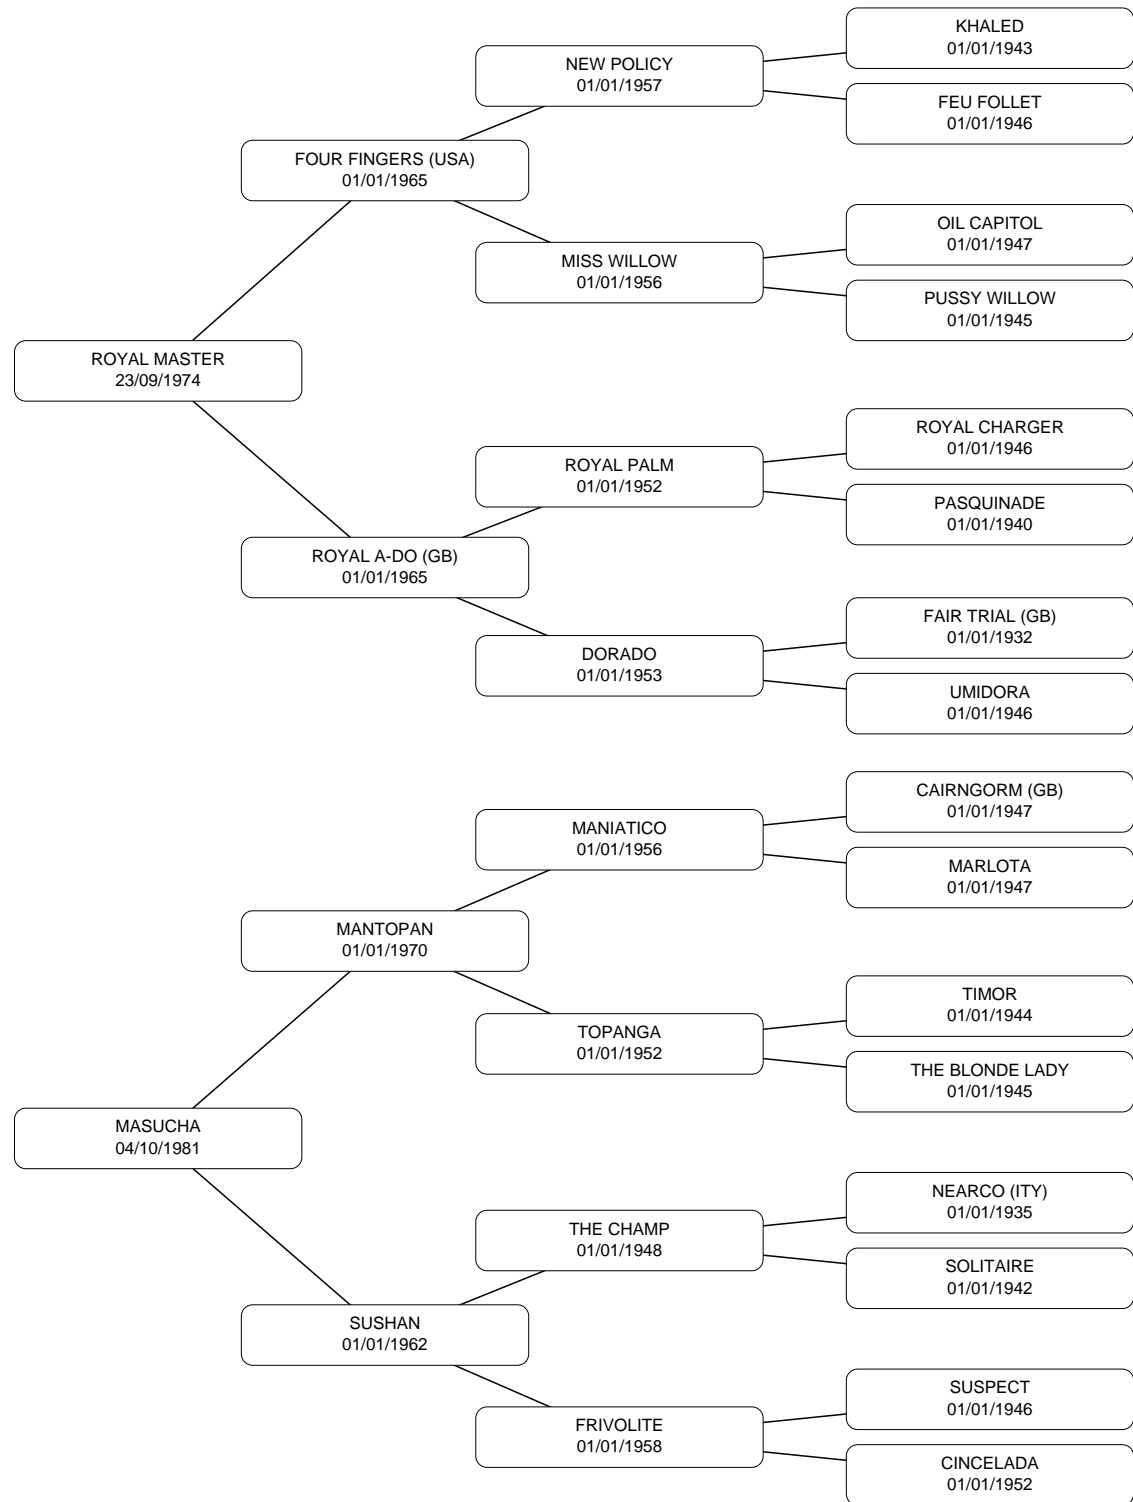 KHALED
01/01/1943
NEW POLICY
01/01/1957
FEU FOLLET
01/01/1946
FOUR FINGERS (USA)
01/01/1965
OIL CAPITOL
01/01/1947
MISS WILLOW
01/01/1956
PUSSY WILLOW
01/01/1945
ROYAL MASTER
23/09/1974
ROYAL CHARGER
01/01/1946
ROYAL PALM
01/01/1952
PASQUINADE
01/01/1940
ROYAL A-DO (GB)
01/01/1965
FAIR TRIAL (GB)
01/01/1932
DORADO
01/01/1953
UMIDORA
01/01/1946
CAIRNGORM (GB)
01/01/1947
MANIATICO
01/01/1956
MARLOTA
01/01/1947
MANTOPAN
01/01/1970
TIMOR
01/01/1944
TOPANGA
01/01/1952
THE BLONDE LADY
01/01/1945
MASUCHA
04/10/1981
NEARCO (ITY)
01/01/1935
THE CHAMP
01/01/1948
SOLITAIRE
01/01/1942
SUSHAN
01/01/1962
SUSPECT
01/01/1946
FRIVOLITE
01/01/1958
CINCELADA
01/01/1952